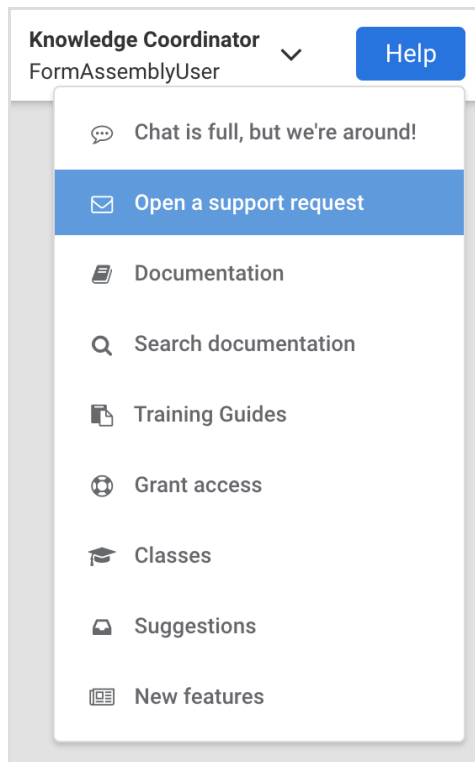 Knowledge Coordinator
FormAssemblyUser
Help
Chat is full, but we're around!
Open a support request
Documentation
Search documentation
Training Guides
Grant access
Classes
Suggestions
New features